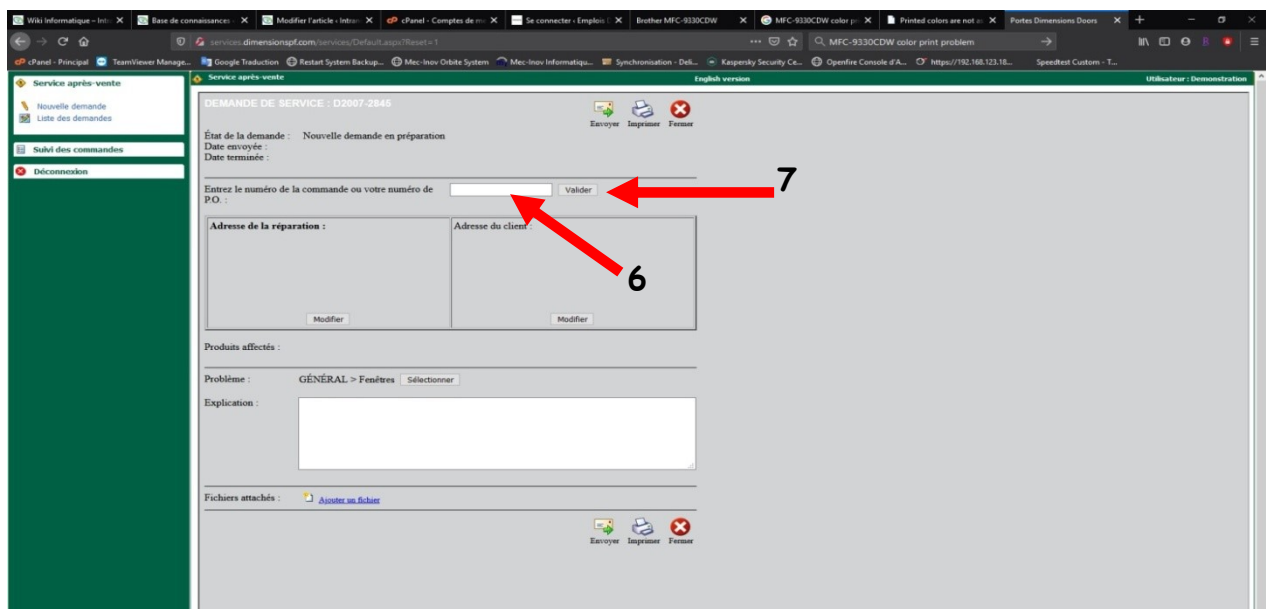 Wiki Informatique - Intr
Base de connaissances -
Modifier l'article ‹ Intran
cPanel - Comptes de me
Se connecter ‹ Emplois
Brother MFC-9330CDW
MFC-9330CDW color p
Printed colors are not a
Portes Dimensions Doors
services.dimensionspf.com/services/Default.aspx?Reset=1
MFC-9330CDW color print problem
cPanel - Principal
TeamViewer Manage...
Google Traduction
Restart System Backup...
Mec-Inov Orbite System
Mec-Inov Informatiqu...
Synchronisation - Deli...
Kaspersky Security Ce...
Openfire Console d'A...
https://192.168.123.18...
Speedtest Custom - T...
Service après-vente
Nouvelle demande
Liste des demandes
Suivi des commandes
Déconnexion
Service après-vente
English version
Utilisateur : Demonstration
DEMANDE DE SERVICE : D2007-2845
Envoyer Imprimer Fermer
État de la demande : Nouvelle demande en préparation
Date envoyée :
Date terminée :
Entrez le numéro de la commande ou votre numéro de
P.O. :
Valider
7
Adresse de la réparation :
Adresse du client :
6
Modifier
Modifier
Produits affectés :
Problème : GÉNÉRAL > Fenêtres Sélectionner
Explication :
Fichiers attachés : Ajouter un fichier
Envoyer Imprimer Fermer